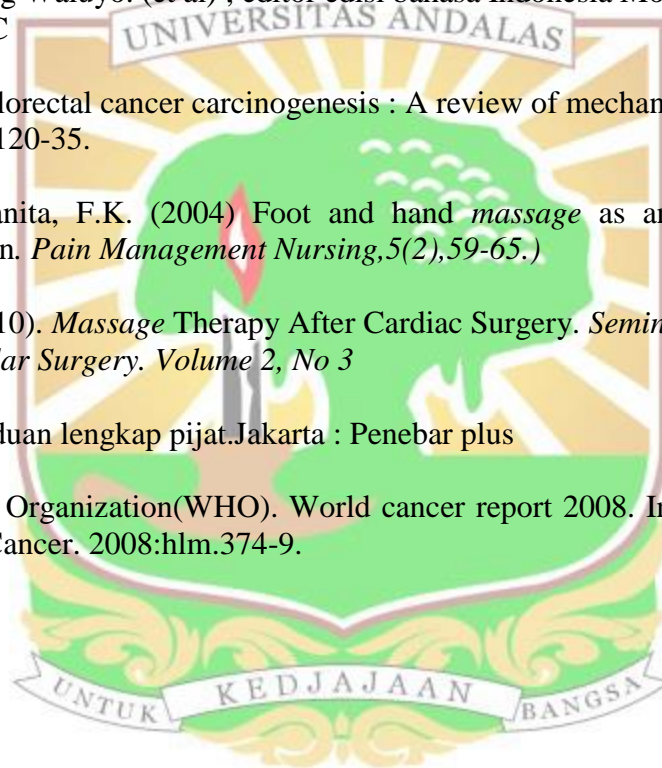 g Waluyo. (et al) , editor edisi bahasa Indonesia Mo
C
UNIVERSITAS ANDALAS
lorectal cancer carcinogenesis : A review of mechan
120-35.
anita, F.K. (2004) Foot and hand massage as an
n. Pain Management Nursing,5(2),59-65.)
10). Massage Therapy After Cardiac Surgery. Semin
lar Surgery. Volume 2, No 3
duan lengkap pijat.Jakarta : Penebar plus
Organization(WHO). World cancer report 2008. In
Cancer. 2008:hlm.374-9.
UNTUK KEDJAJAAN BANGSA